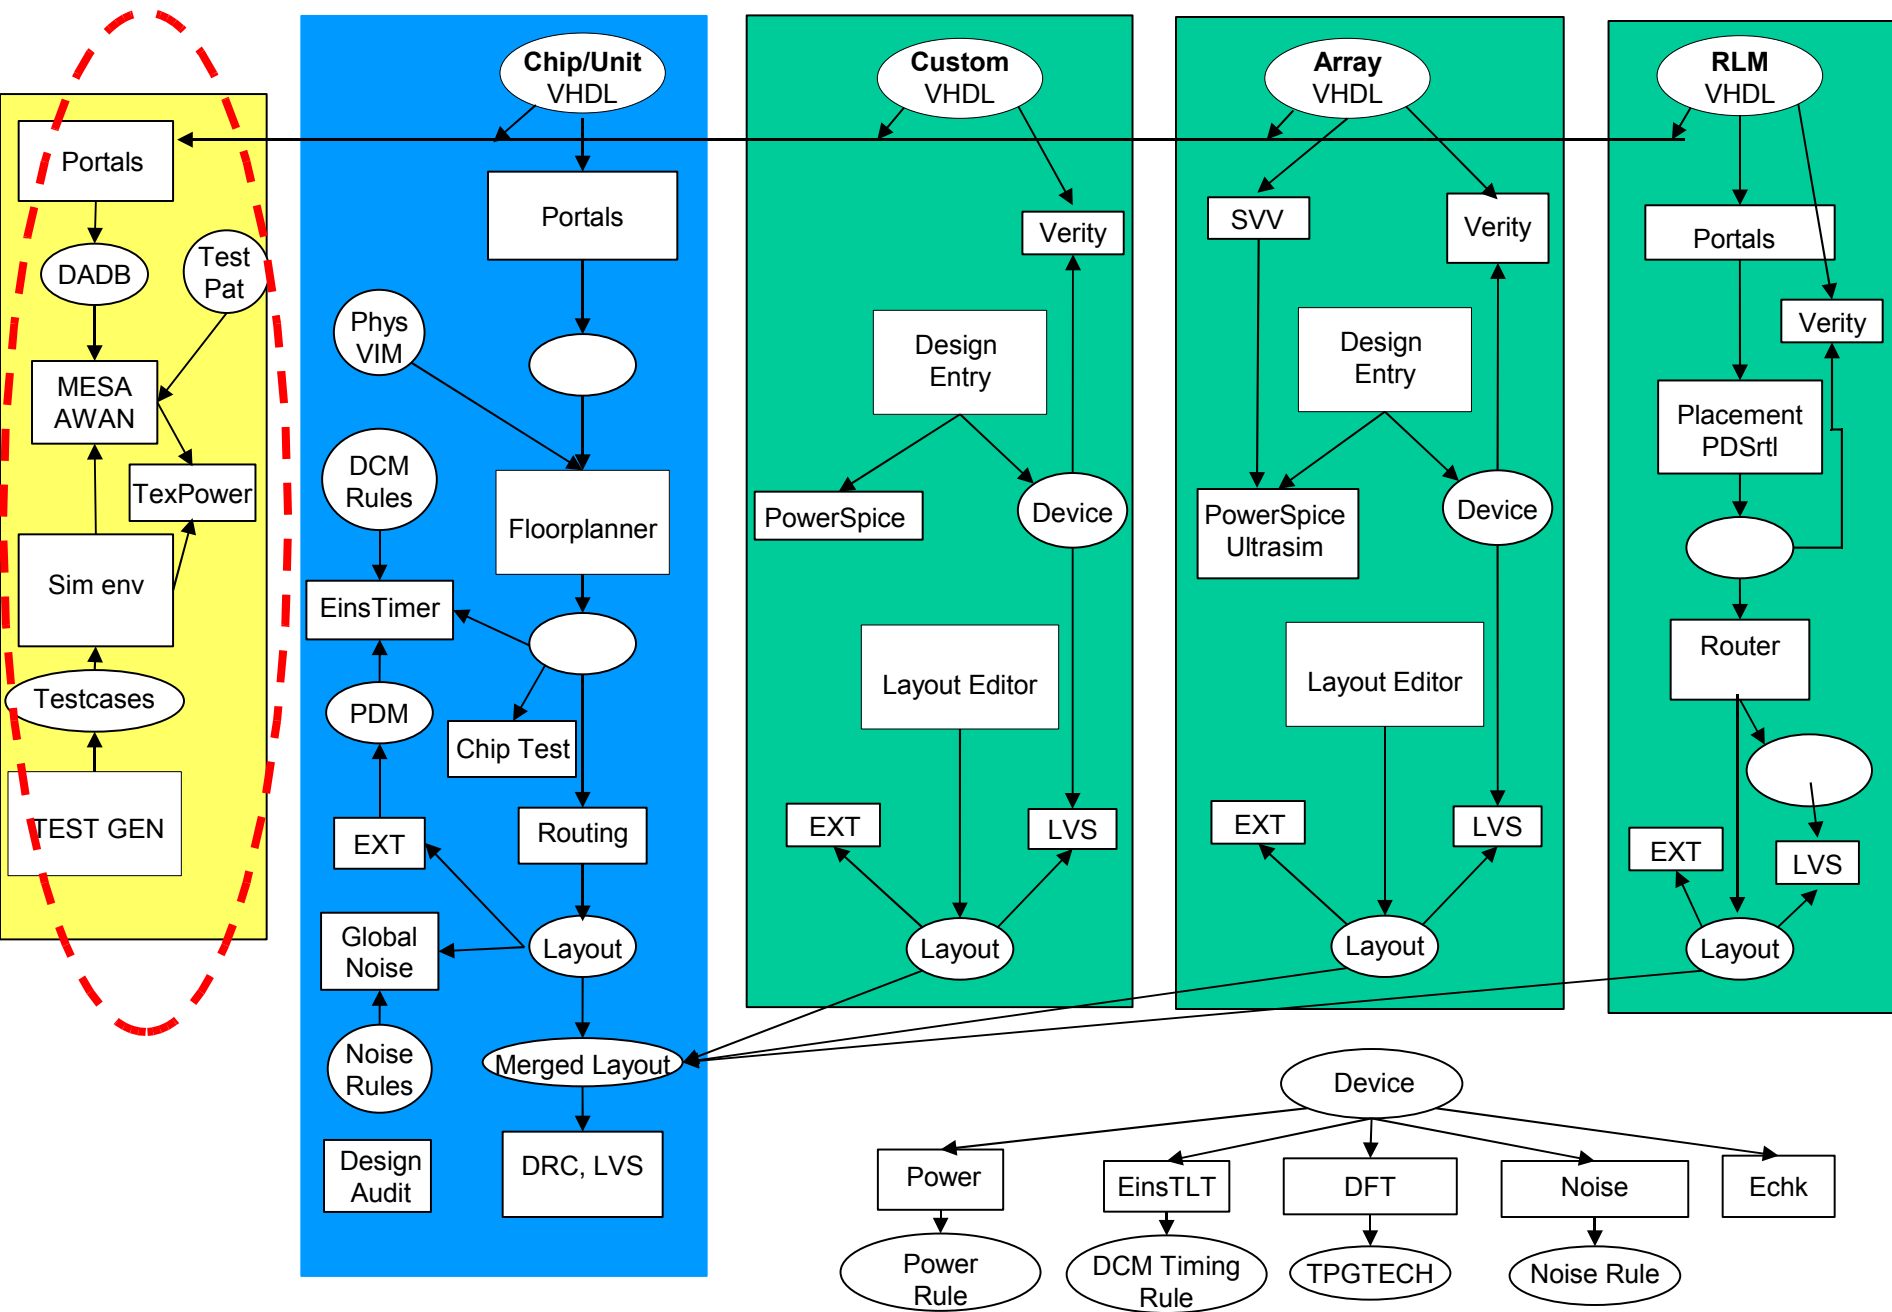 Portals
DADB
Test
Pat
MESA
AWAN
TexPower
Sim env
Testcases
TEST GEN
Chip/Unit
VHDL
Portals
Phys
VIM
DCM
Rules
Floorplanner
EinsTimer
PDM
Chip Test
EXT
Routing
Global
Noise
Layout
Noise
Rules
Merged Layout
Design
Audit
DRC, LVS
Custom
VHDL
Verity
Design
Entry
PowerSpice
Device
Layout Editor
EXT
LVS
Layout
Array
VHDL
SVV
Verity
Design
Entry
PowerSpice
Ultrasim
Device
Layout Editor
EXT
LVS
Layout
RLM
VHDL
Portals
Verity
Placement
PDSrtl
Router
EXT
LVS
Layout
Device
Power
EinsTLT
DFT
Noise
Echk
Power
Rule
DCM Timing
Rule
TPGTECH
Noise Rule